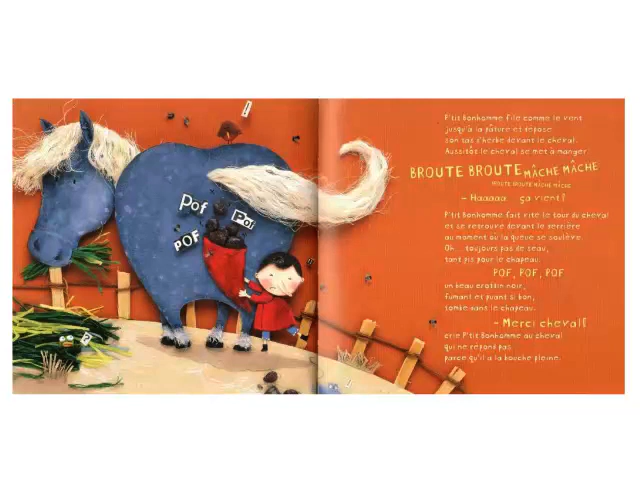 !
Pof
Pof
POF
P'tit Bonhomme file comme le vent
jusqu'à la pâture et dépose
son tas d'herbe devant le cheval.
Aussitôt le cheval se met à manger
BROUTE BROUTE MÂCHE MÂCHE
BROUTE BROUTE MÂCHE MÂCHE
- Haaaaa ça vient!
P'tit Bonhomme fait vite le tour du cheval
et se retrouve devant le derrière
au moment où la queue se soulève.
Oh toujours pas de seau,
tant pis pour le chapeau.
POF, POF, POF
un beau crottin noir,
fumant et puant si bon,
tombe dans le chapeau.
- Merci cheval!
crie P'tit Bonhomme au cheval
qui ne répond pas
parce qu'il a la bouche pleine.